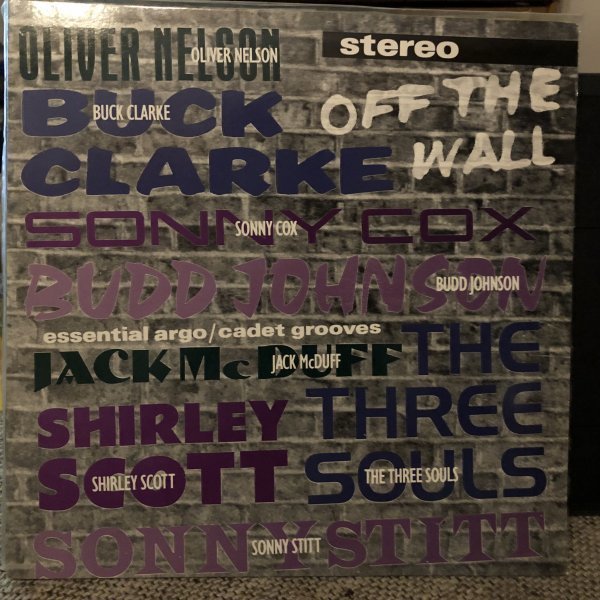 OLIVER NELSON
OLIVER NELSON
stereo
OFF THE
WALL
BUCK
BUCK CLARKE
CLARKE
SONNY COX
SONNY COX
BUDD JOHNSON
BUDD JOHNSON
essential argo/cadet grooves
JACK McDUFF
JACK McDUFF
THE
THREE
SOULS
THE THREE SOULS
SHIRLEY
SCOTT
SHIRLEY SCOTT
SONNY STITT
SONNY STITT